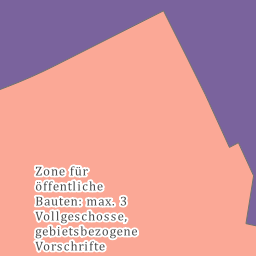 Zone für
öffentliche
Bauten: max. 3
Vollgeschosse,
gebietsbezogene
Vorschrifte